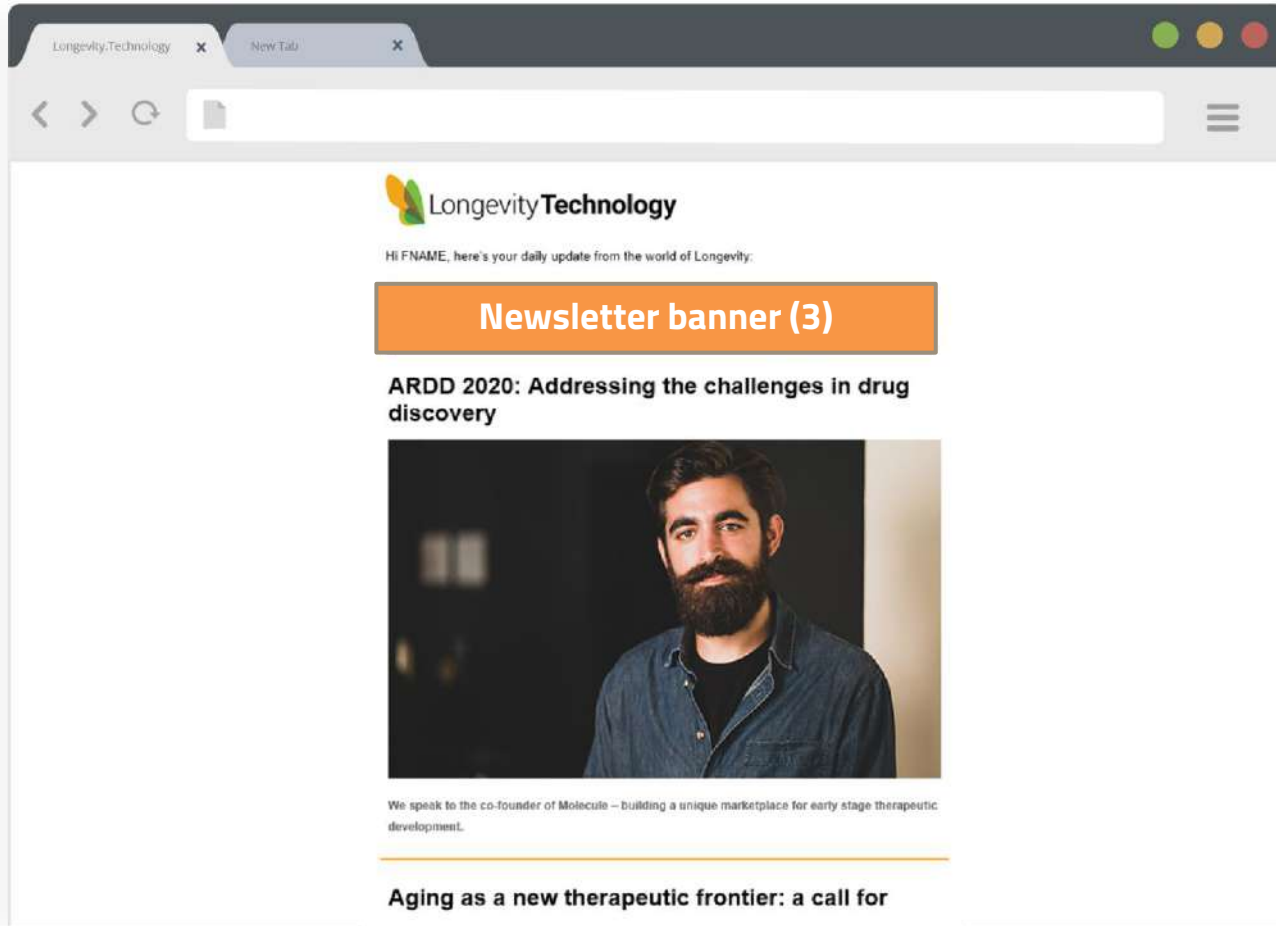 Longevity.Technology x New Tab x
LongevityTechnology
Hi FNAME, here's your daily update from the world of Longevity:
Newsletter banner (3)
ARDD 2020: Addressing the challenges in drug
discovery
We speak to the co-founder of Molecule – building a unique marketplace for early stage therapeutic
development.
Aging as a new therapeutic frontier: a call for